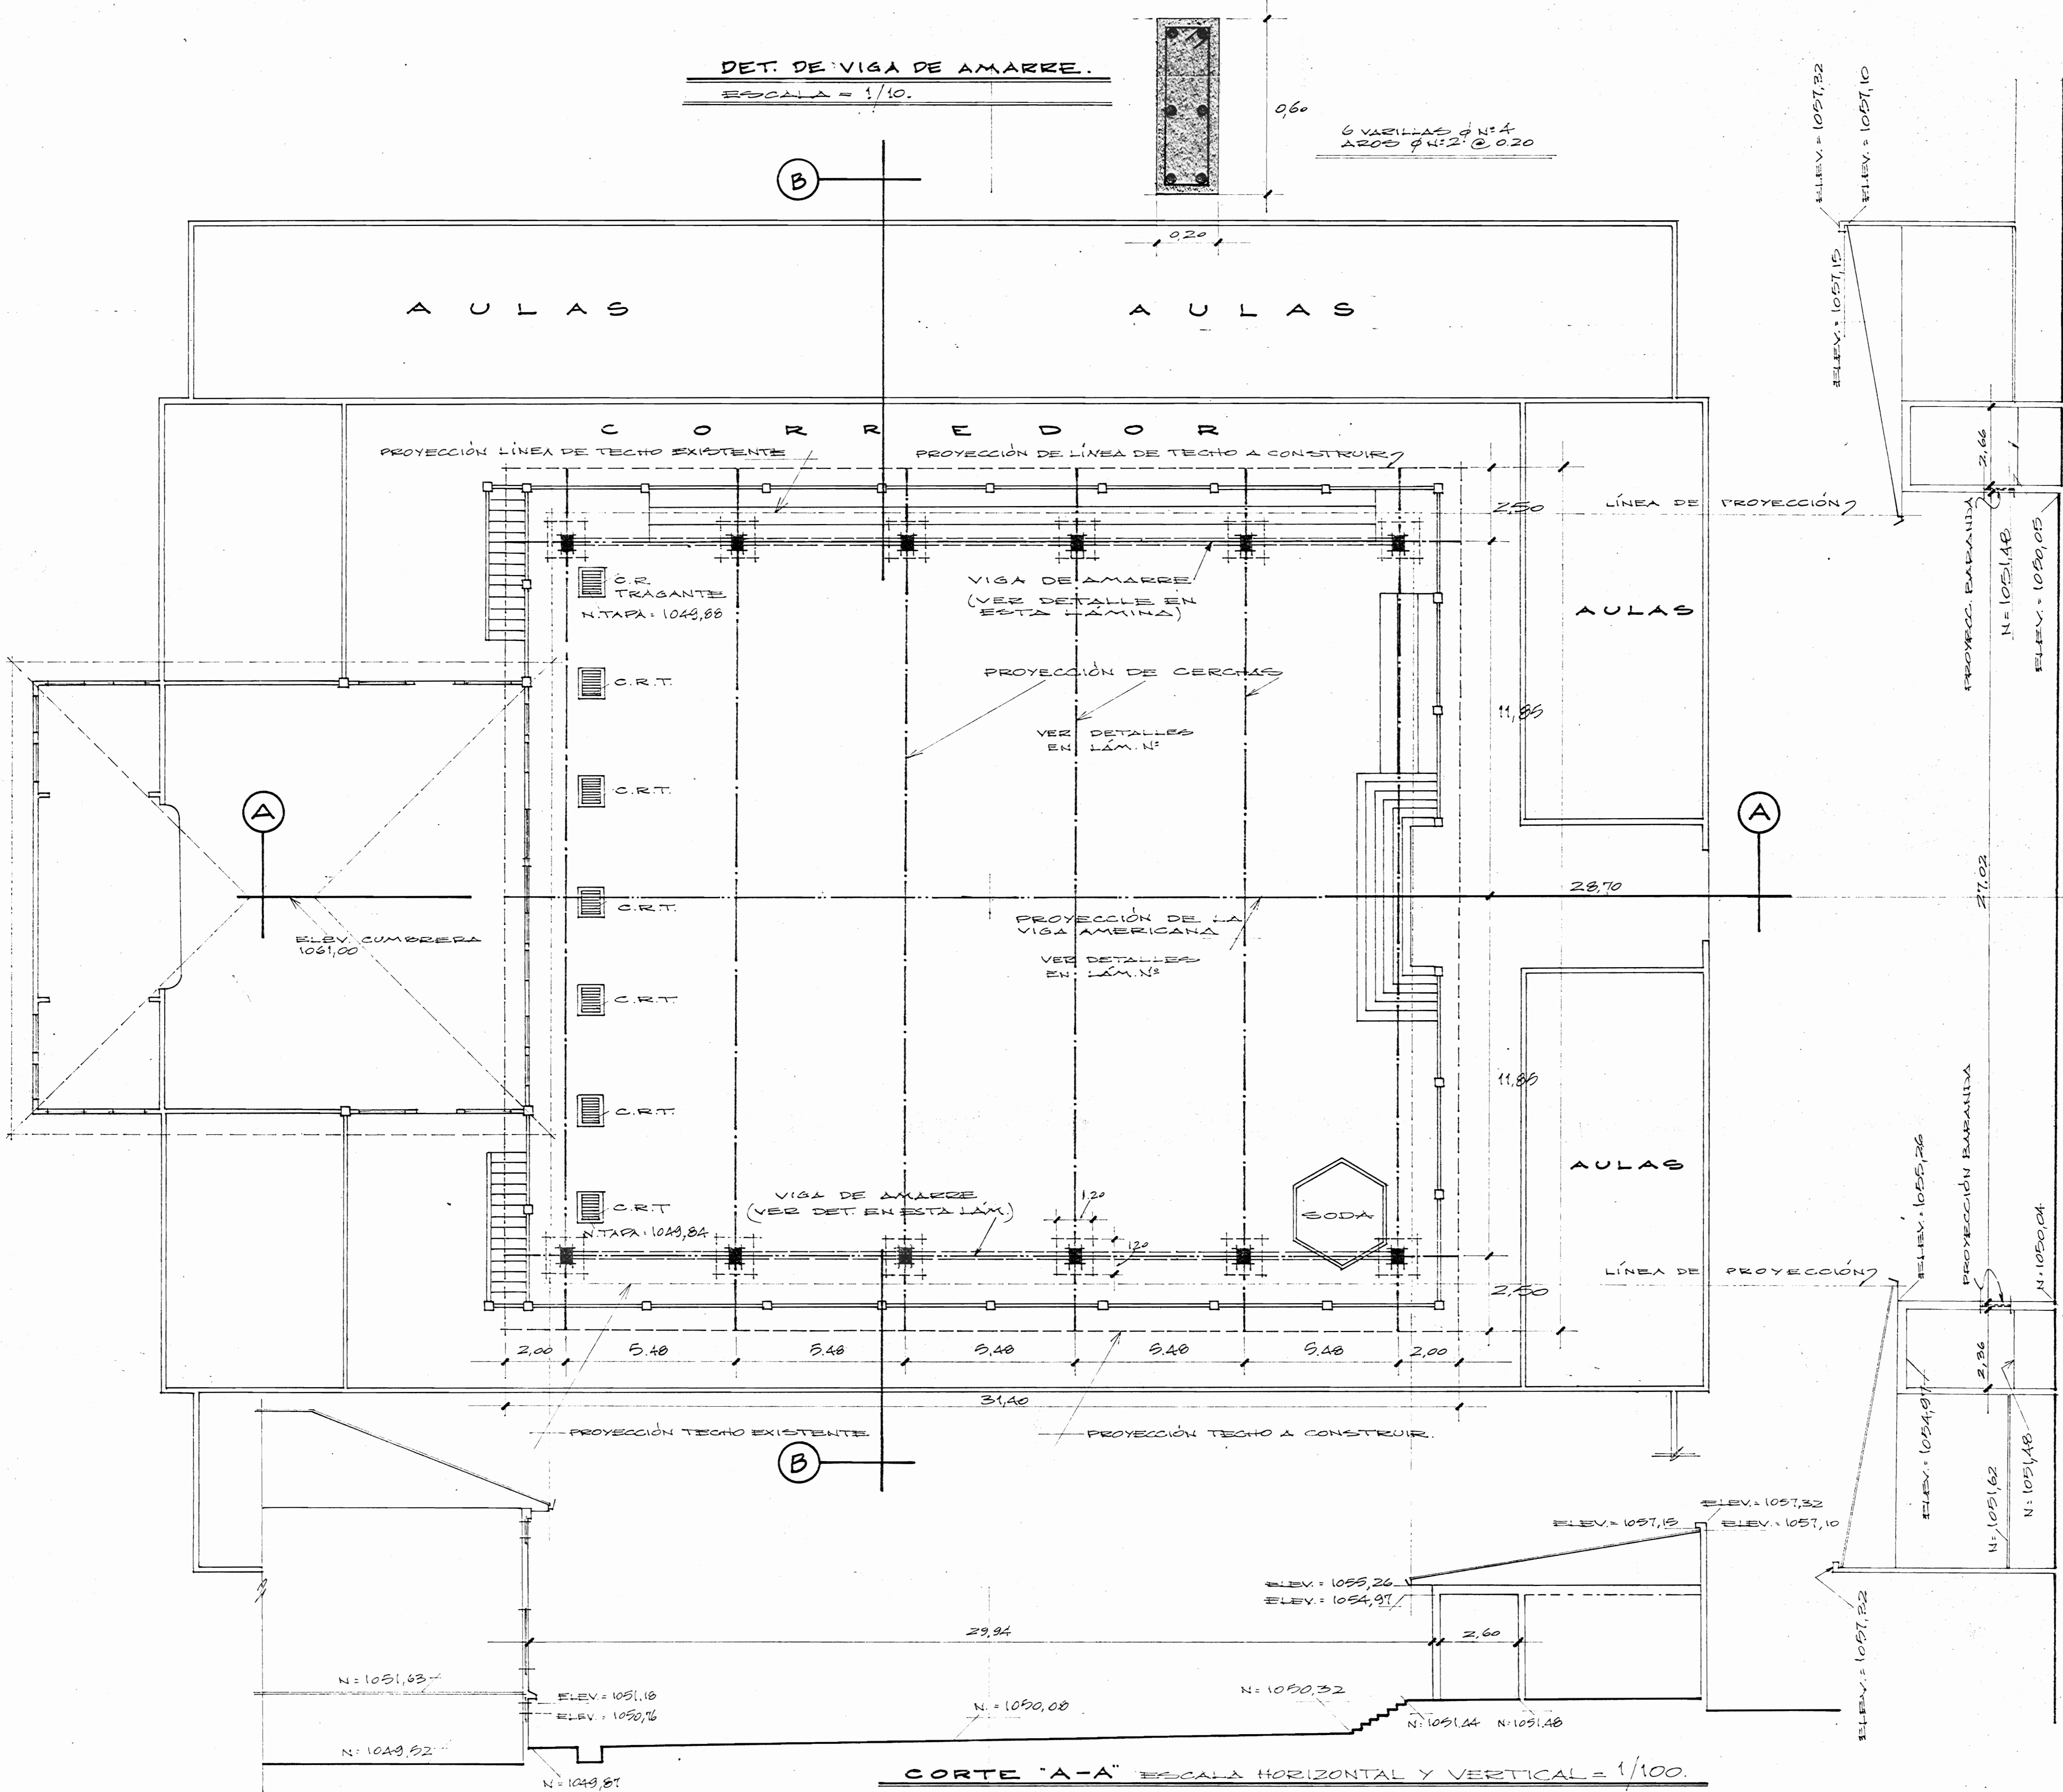 DET. DE VIGA DE AMARRE.
ESCALA = 1/10.
0,60
6 VARILLAS Ø Nº 4
AROS Ø Nº 2 @ 0.20
0,20
B
ELEV. = 1057,32
ELEV. = 1057,10
ELEV. = 1057,15
A U L A S
A U L A S
C O R R E D O R
PROYECCIÓN LÍNEA DE TECHO EXISTENTE
PROYECCIÓN DE LÍNEA DE TECHO A CONSTRUIR
2,50
LÍNEA DE PROYECCIÓN
2,66
PROYECC. BARANDA
N=1051,48
ELEV. = 1050,05
C.R.
TRAGANTE
N.TAPA = 1049,88
VIGA DE AMARRE
(VER DETALLE EN
ESTA LÁMINA)
AULAS
C.R.T.
PROYECCIÓN DE CERCHAS
11,85
VER DETALLES
EN LÁM. Nº
C.R.T.
A
A
27,02
28,70
C.R.T.
PROYECCIÓN DE LA
VIGA AMERICANA
ELEV. CUMBRERA
1061,00
VER DETALLES
EN LÁM. Nº
C.R.T.
11,85
C.R.T.
AULAS
C.R.T
N.TAPA : 1049,84
VIGA DE AMARRE
(VER DET. EN ESTA LÁM.)
1.20
1.20
SODA
ELEV. : 1055,26
PROYECCIÓN BARANDA
N. : 1050,04
LÍNEA DE PROYECCIÓN
2,50
2,00
5.48
5.48
5,48
5.48
5.48
2,00
31,40
2,36
PROYECCIÓN TECHO EXISTENTE
PROYECCIÓN TECHO A CONSTRUIR.
B
ELEV. = 1054,97
N = 1051,62
N = 1051,48
ELEV. = 1057,32
ELEV. = 1057,15
ELEV. = 1057,10
ELEV. = 1055,26
ELEV. = 1054,97
ELEV. = 1057,22
29,94
2,60
N = 1051,63
ELEV. = 1051,18
ELEV. = 1050,76
N. = 1050,08
N = 1050,32
N = 1051,44
N = 1051,48
N = 1049,52
N = 1049,87
CORTE "A-A" ESCALA HORIZONTAL Y VERTICAL = 1/100.